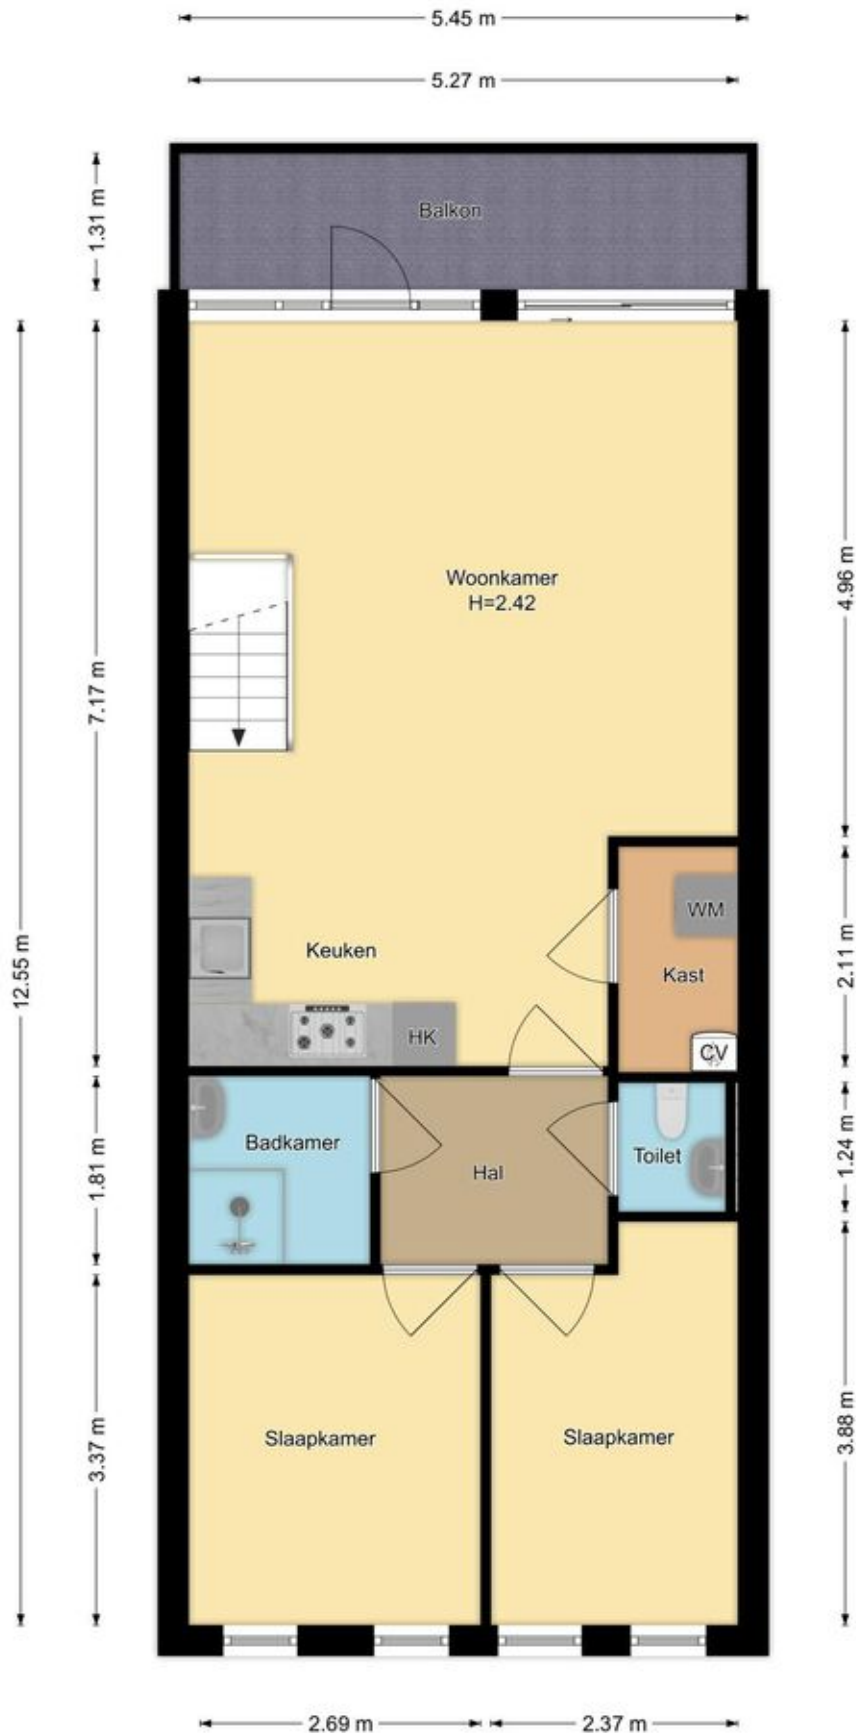 5.45 m
5.27 m
1.31 m
Balkon
Woonkamer
H=2.42
4.96 m
7.17 m
12.55 m
Keuken
WM
Kast
2.11 m
HK
CV
Badkamer
Hal
Toilet
1.81 m
1.24 m
Slaapkamer
Slaapkamer
3.37 m
3.88 m
2.69 m
2.37 m